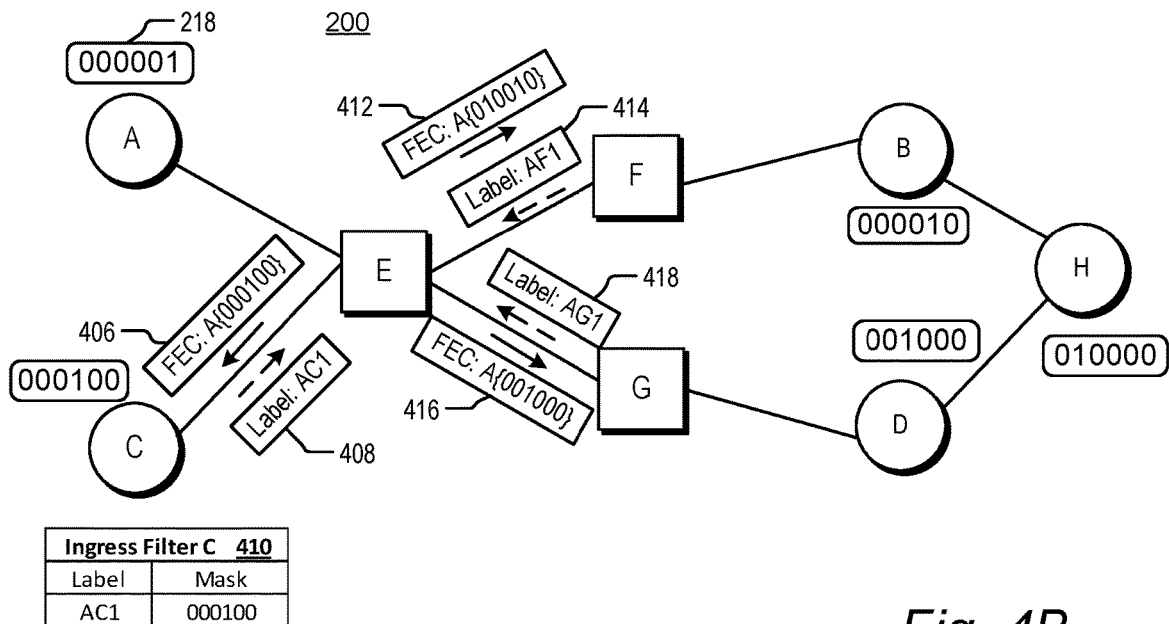 200
218
000001
A
412
FEC: A{010010}
414
Label: AF1
F
B
000010
E
H
010000
406
FEC: A{000100}
Label: AG1
418
001000
000100
C
Label: AC1
408
416
FEC: A{001000}
G
D
Ingress Filter C 410
Label Mask
AC1 000100
Fig. 4B